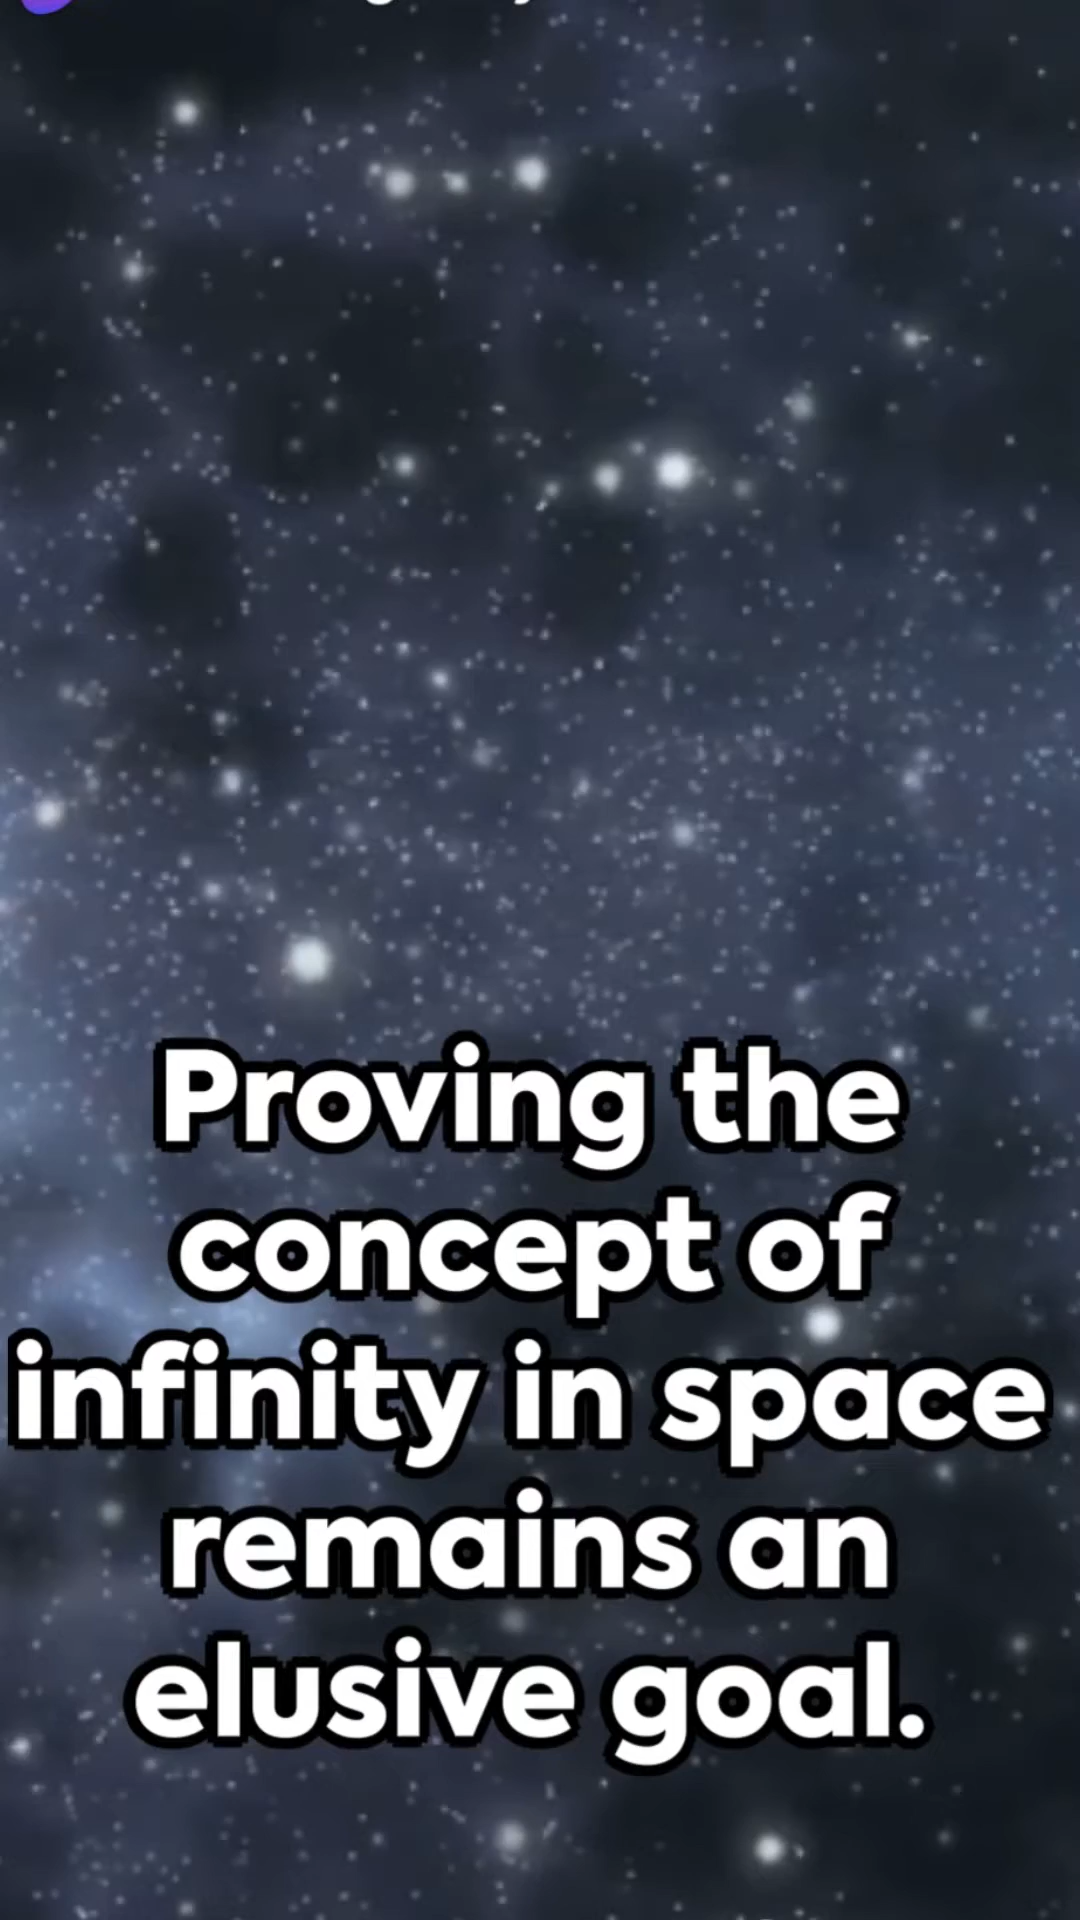 Proving the
concept of
infinity in space
remains an
elusive goal.